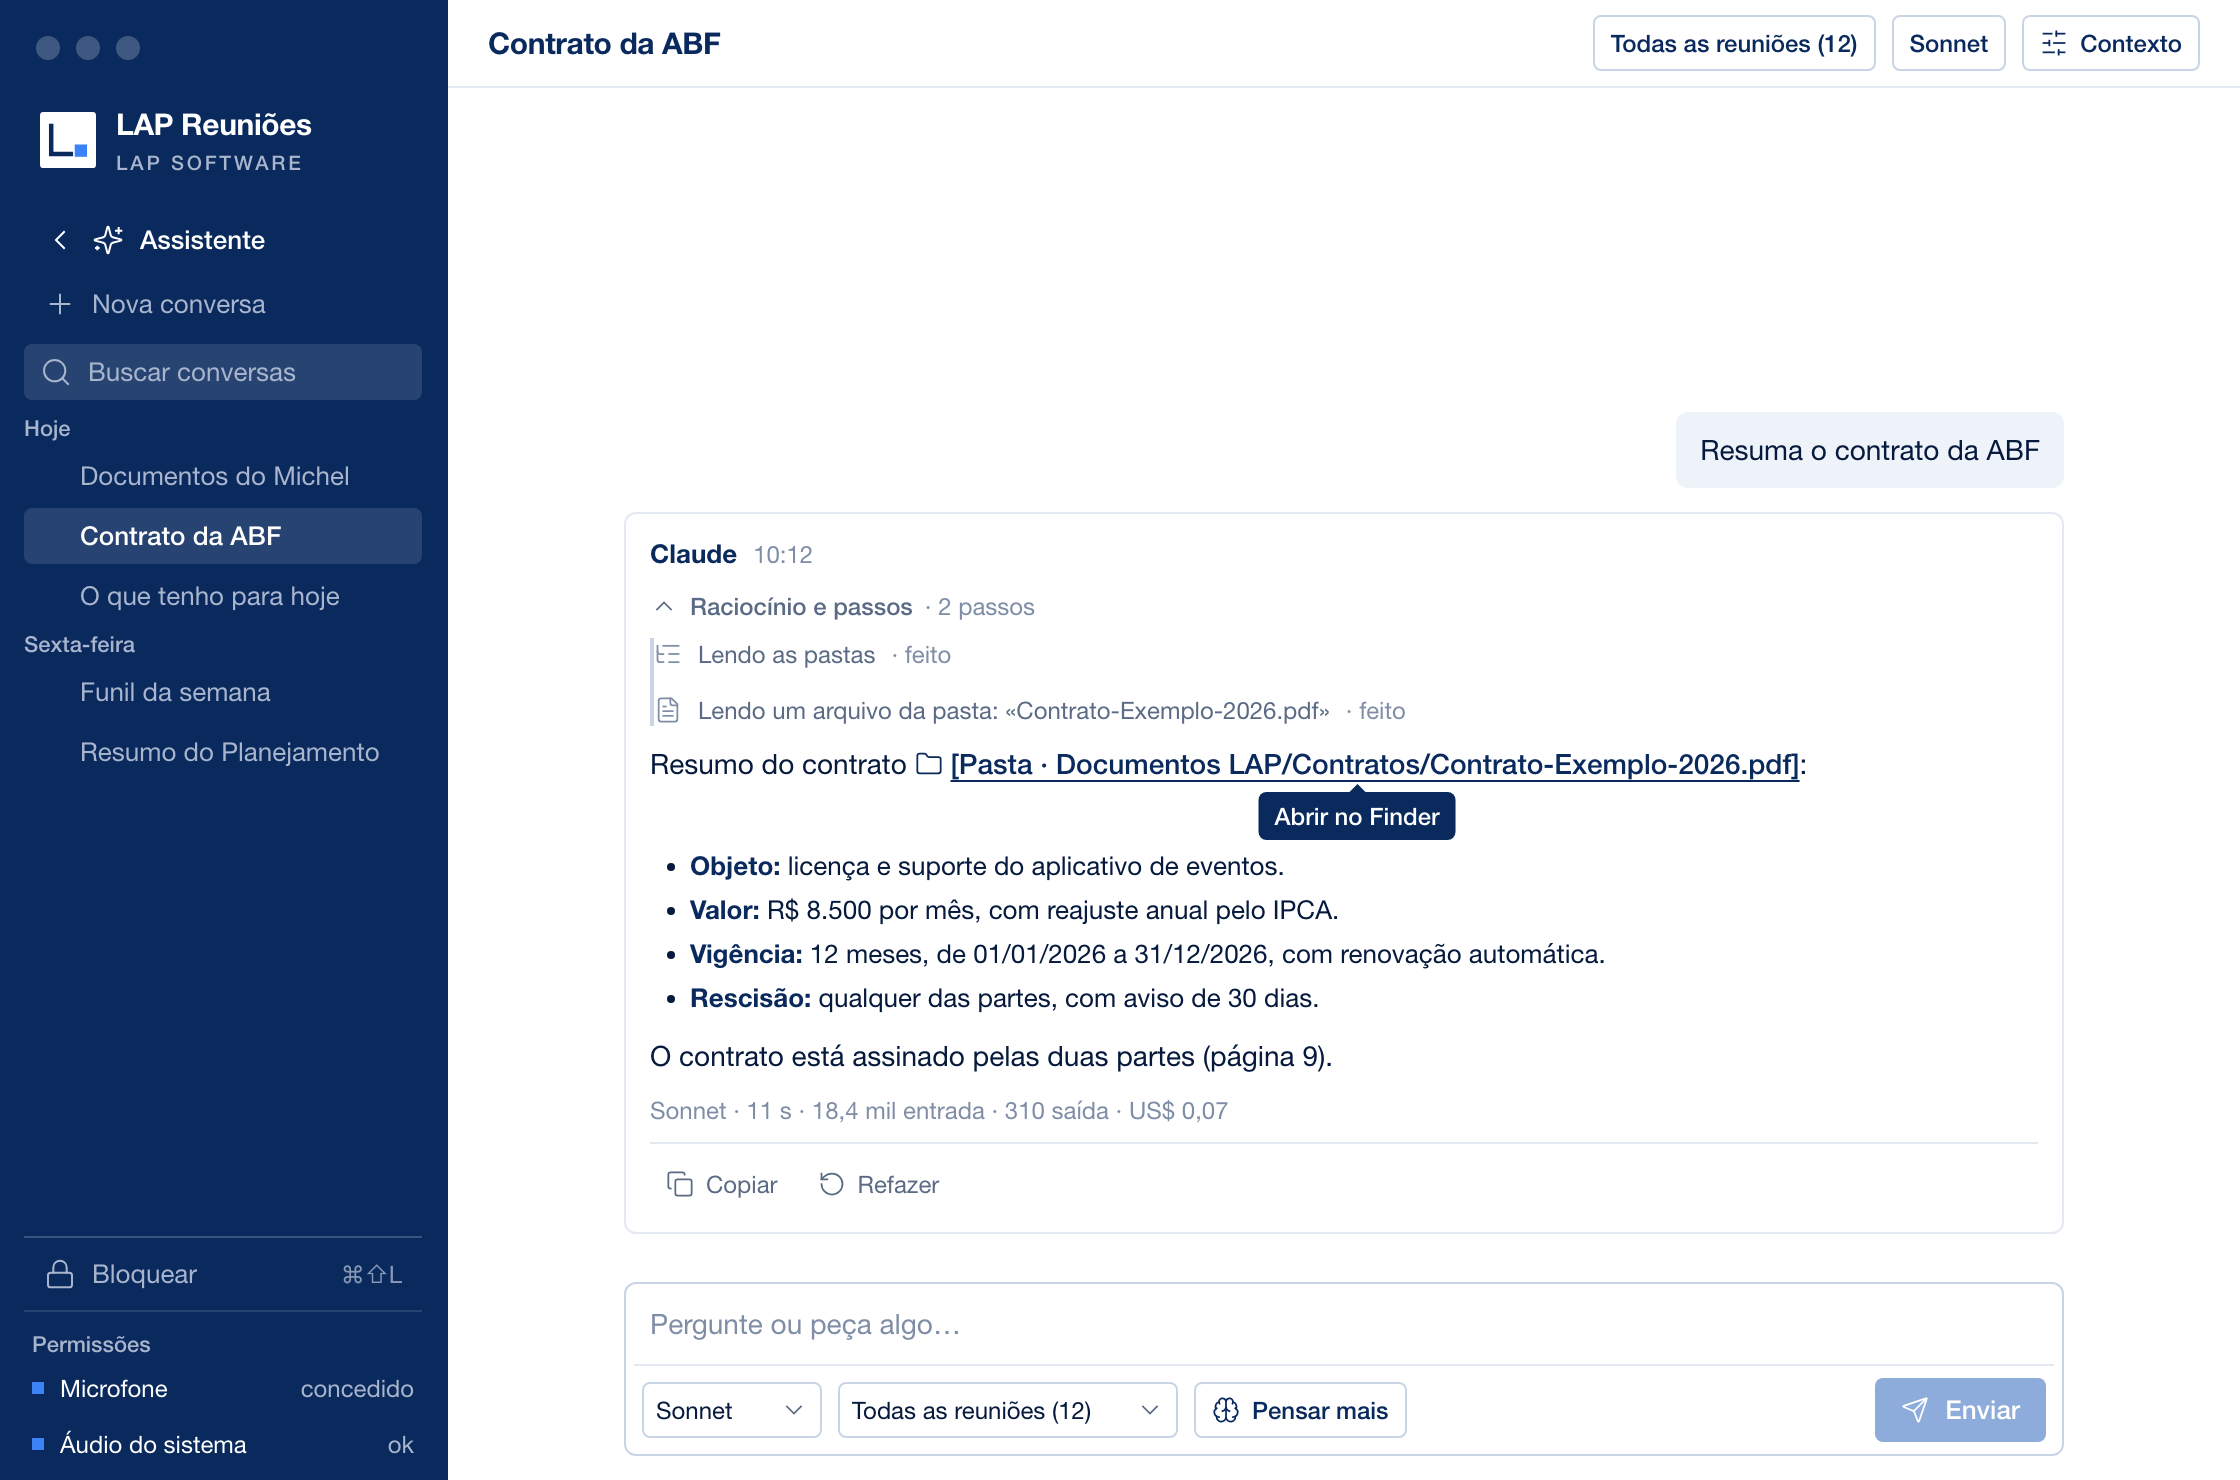 LAP Reuniões
LAP SOFTWARE
Assistente
Nova conversa
Buscar conversas
Hoje
Documentos do Michel
Contrato da ABF
O que tenho para hoje
Sexta-feira
Funil da semana
Resumo do Planejamento
Bloquear ⌘⇧L
Permissões
Microfone concedido
Áudio do sistema ok
Contrato da ABF
Todas as reuniões (12)
Sonnet
Contexto
Resuma o contrato da ABF
Claude 10:12
Raciocínio e passos · 2 passos
Lendo as pastas · feito
Lendo um arquivo da pasta: «Contrato-Exemplo-2026.pdf» · feito
Resumo do contrato [Pasta · Documentos LAP/Contratos/Contrato-Exemplo-2026.pdf]:
Abrir no Finder
• Objeto: licença e suporte do aplicativo de eventos.
• Valor: R$ 8.500 por mês, com reajuste anual pelo IPCA.
• Vigência: 12 meses, de 01/01/2026 a 31/12/2026, com renovação automática.
• Rescisão: qualquer das partes, com aviso de 30 dias.
O contrato está assinado pelas duas partes (página 9).
Sonnet · 11 s · 18,4 mil entrada · 310 saída · US$ 0,07
Copiar
Refazer
Pergunte ou peça algo…
Sonnet
Todas as reuniões (12)
Pensar mais
Enviar